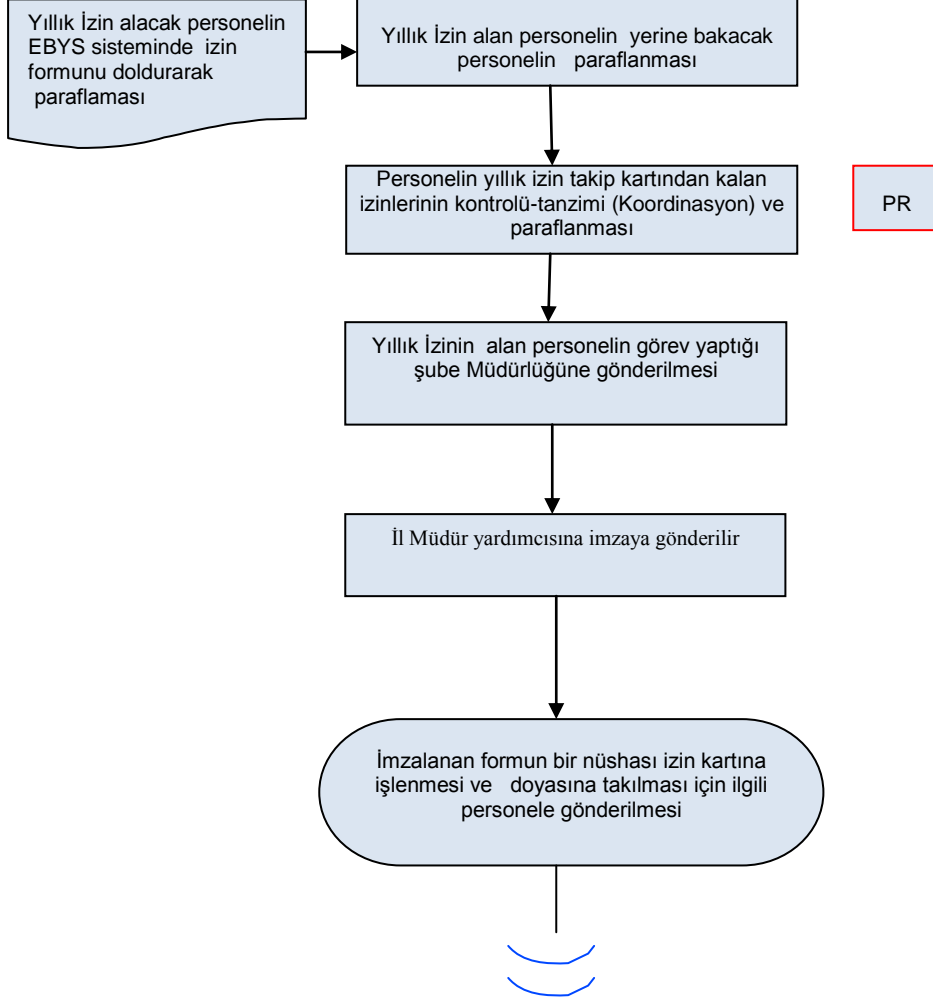 Yıllık İzin alacak personelin
EBYS sisteminde izin
formunu doldurarak
paraflaması
Yıllık İzin alan personelin yerine bakacak
personelin paraflanması
Personelin yıllık izin takip kartından kalan
izinlerinin kontrolü-tanzimi (Koordinasyon) ve
paraflanması
PR
Yıllık İzinin alan personelin görev yaptığı
şube Müdürlüğüne gönderilmesi
İl Müdür yardımcısına imzaya gönderilir
İmzalanan formun bir nüshası izin kartına
işlenmesi ve doyasına takılması için ilgili
personele gönderilmesi